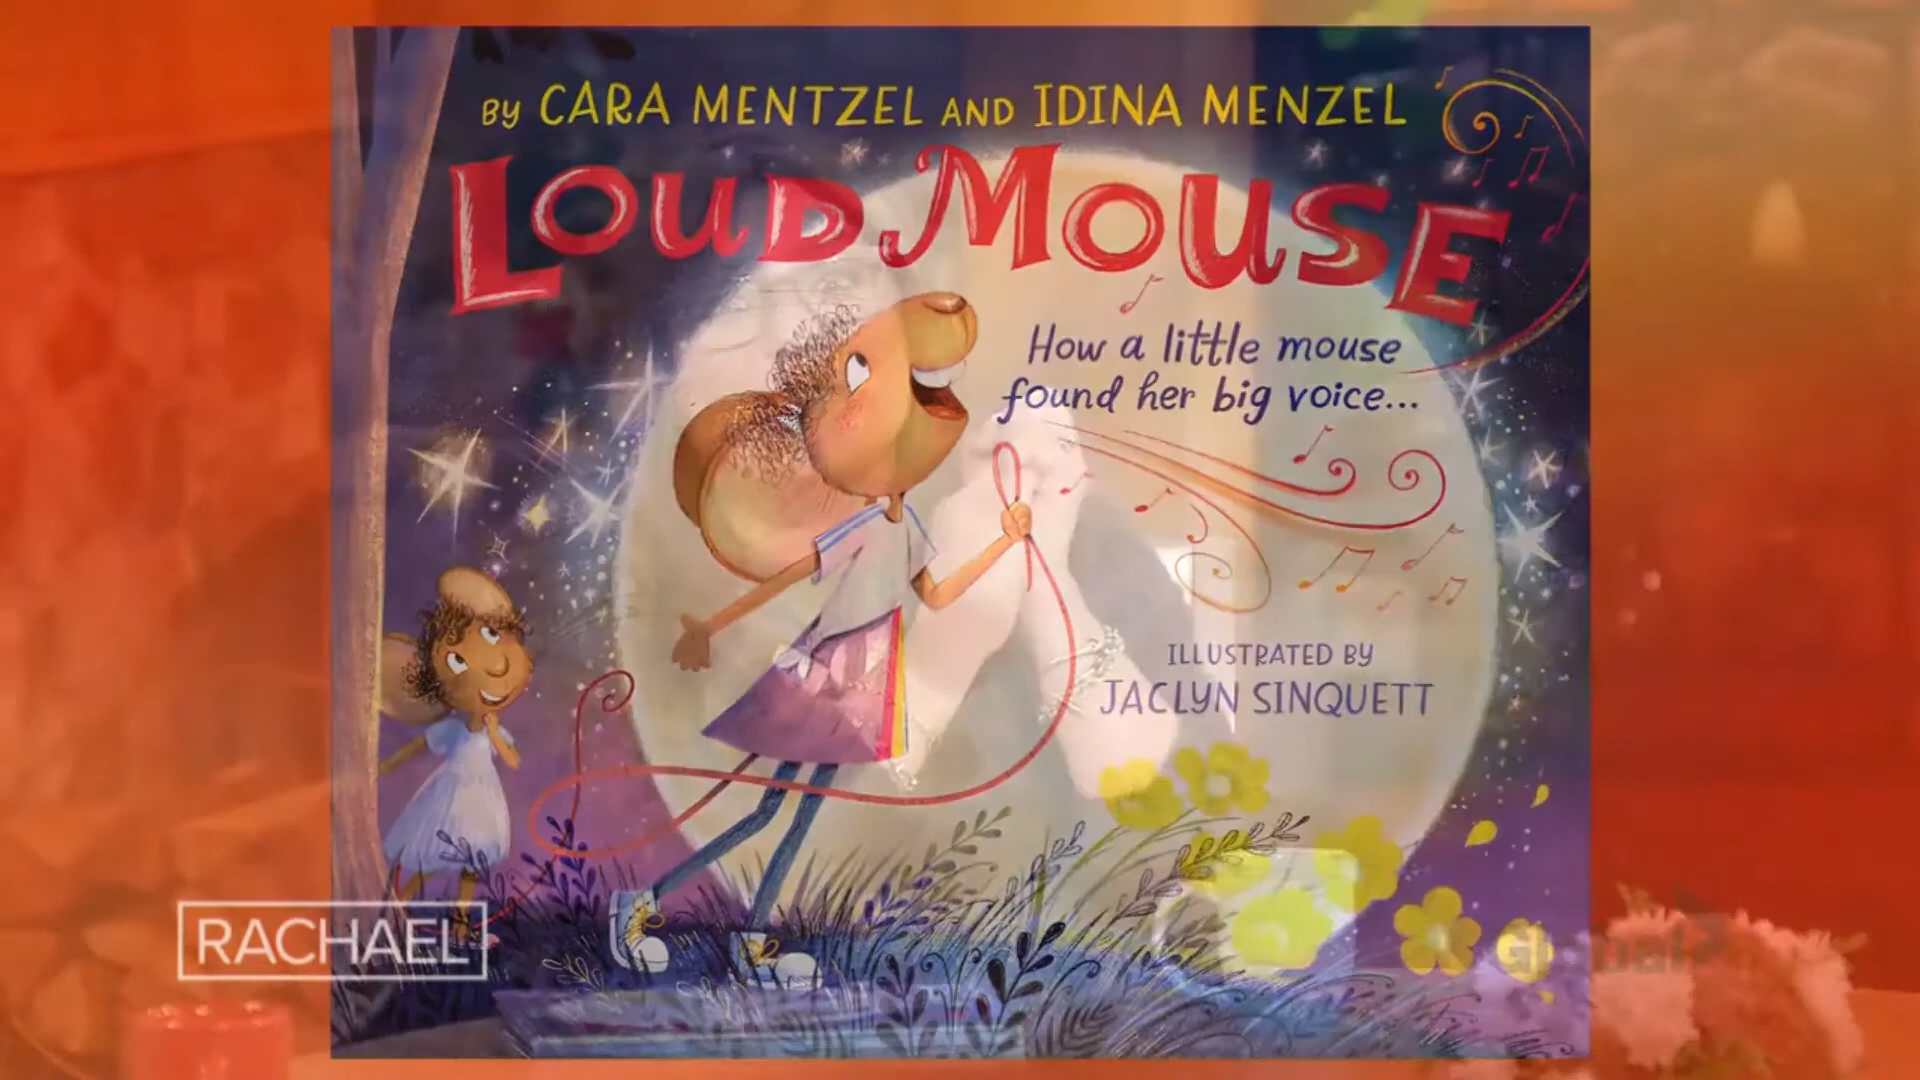 BY CARA MENTZEL AND IDINA MENZEL
LOUD MOUSE
How a little mouse
found her big voice...
ILLUSTRATED BY
JACLYN SINQUETT
RACHAEL
Global